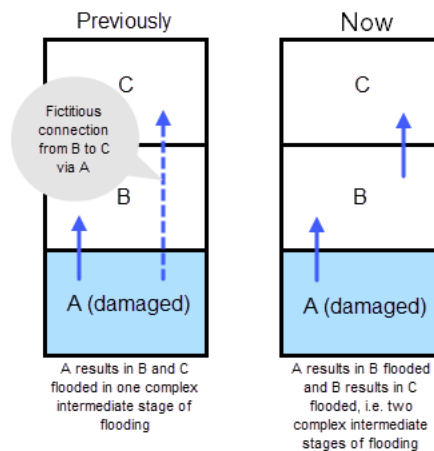 Previously
C
Fictitious
connection
from B to C
via A
B
A (damaged)
A results in B and C
flooded in one complex
intermediate stage of
flooding
Now
C
B
A (damaged)
A results in B flooded
and B results in C
flooded, i.e. two
complex intermediate
stages of flooding